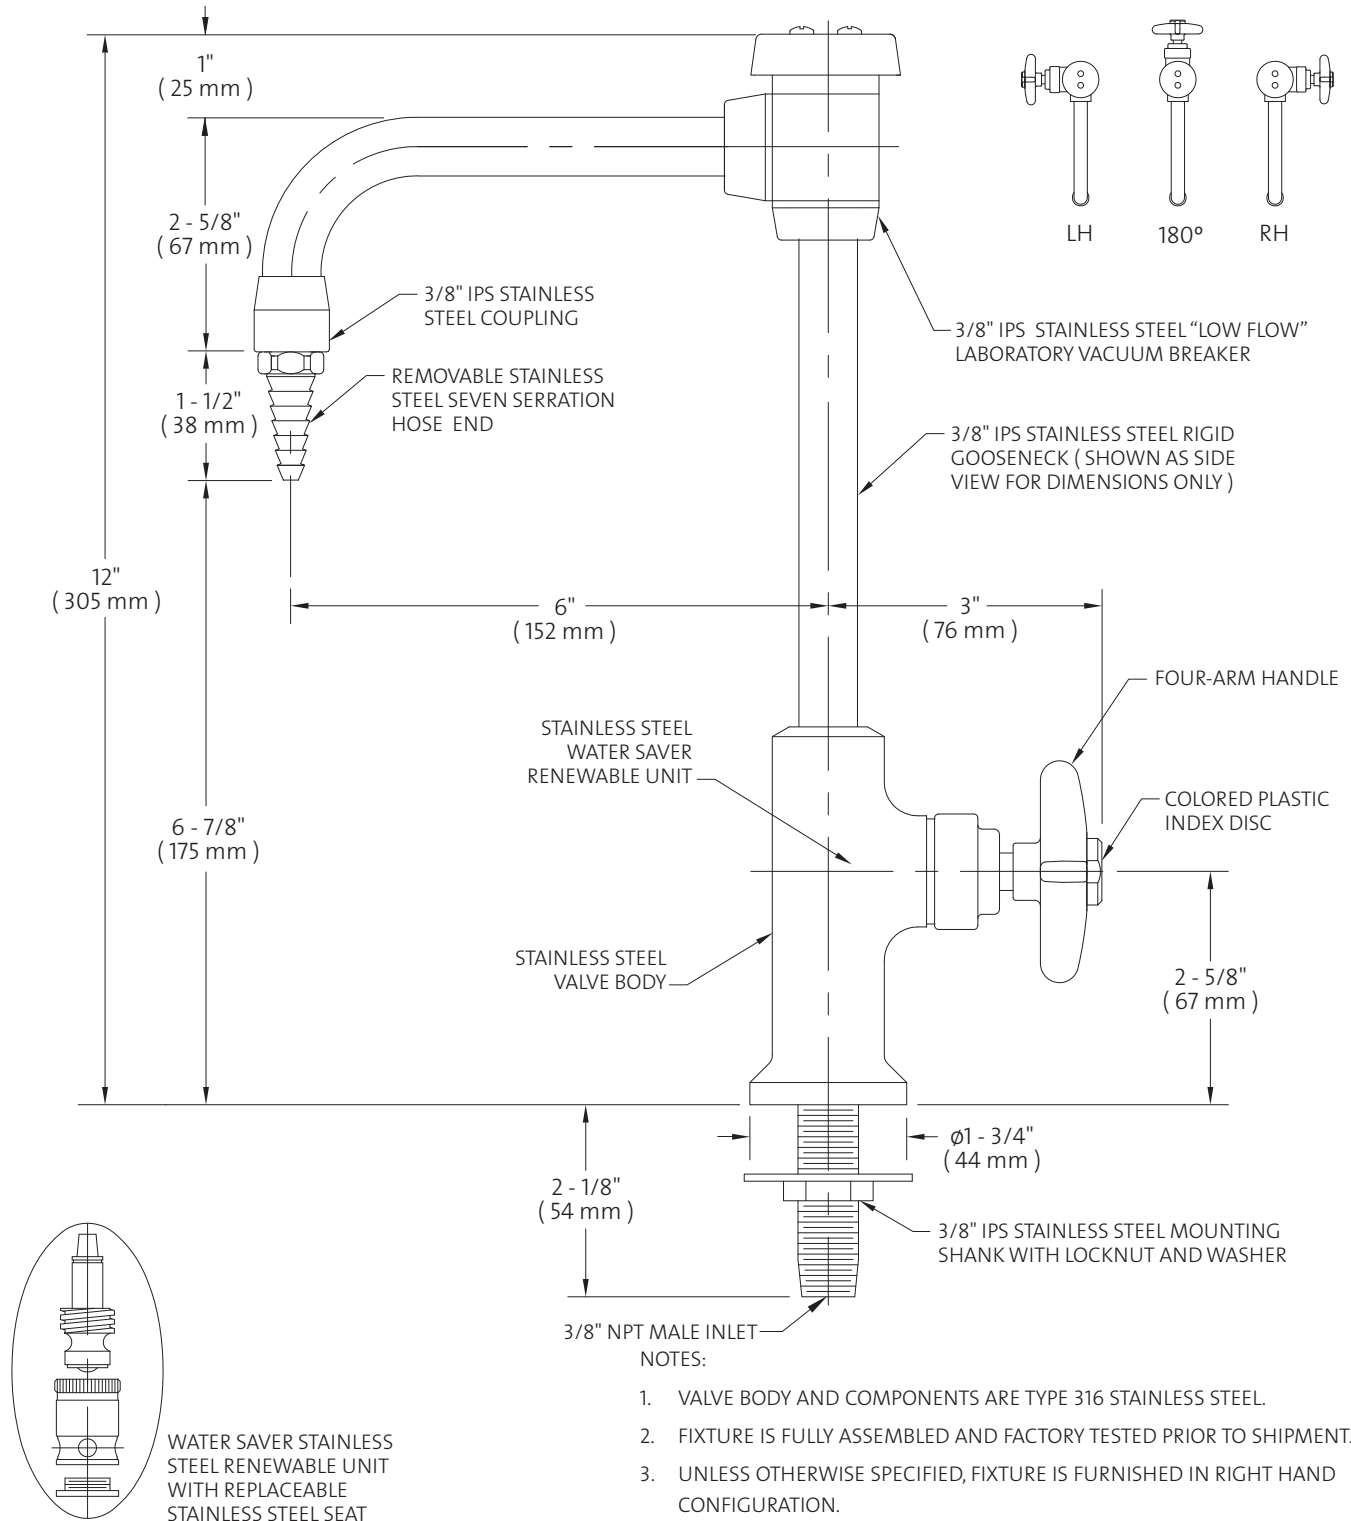 1"
( 25 mm )
2 - 5/8"
( 67 mm )
LH
180º
RH
3/8" IPS STAINLESS
STEEL COUPLING
3/8" IPS STAINLESS STEEL “LOW FLOW”
LABORATORY VACUUM BREAKER
REMOVABLE STAINLESS
STEEL SEVEN SERRATION
HOSE END
1 - 1/2"
( 38 mm )
3/8" IPS STAINLESS STEEL RIGID
GOOSENECK ( SHOWN AS SIDE
VIEW FOR DIMENSIONS ONLY )
12"
( 305 mm )
6"
( 152 mm )
3"
( 76 mm )
FOUR-ARM HANDLE
STAINLESS STEEL
WATER SAVER
RENEWABLE UNIT
COLORED PLASTIC
INDEX DISC
6 - 7/8"
( 175 mm )
STAINLESS STEEL
VALVE BODY
2 - 5/8"
( 67 mm )
ø1 - 3/4"
( 44 mm )
2 - 1/8"
( 54 mm )
3/8" IPS STAINLESS STEEL MOUNTING
SHANK WITH LOCKNUT AND WASHER
3/8" NPT MALE INLET
NOTES:
1. VALVE BODY AND COMPONENTS ARE TYPE 316 STAINLESS STEEL.
2. FIXTURE IS FULLY ASSEMBLED AND FACTORY TESTED PRIOR TO SHIPMENT.
3. UNLESS OTHERWISE SPECIFIED, FIXTURE IS FURNISHED IN RIGHT HAND
CONFIGURATION.
WATER SAVER STAINLESS
STEEL RENEWABLE UNIT
WITH REPLACEABLE
STAINLESS STEEL SEAT